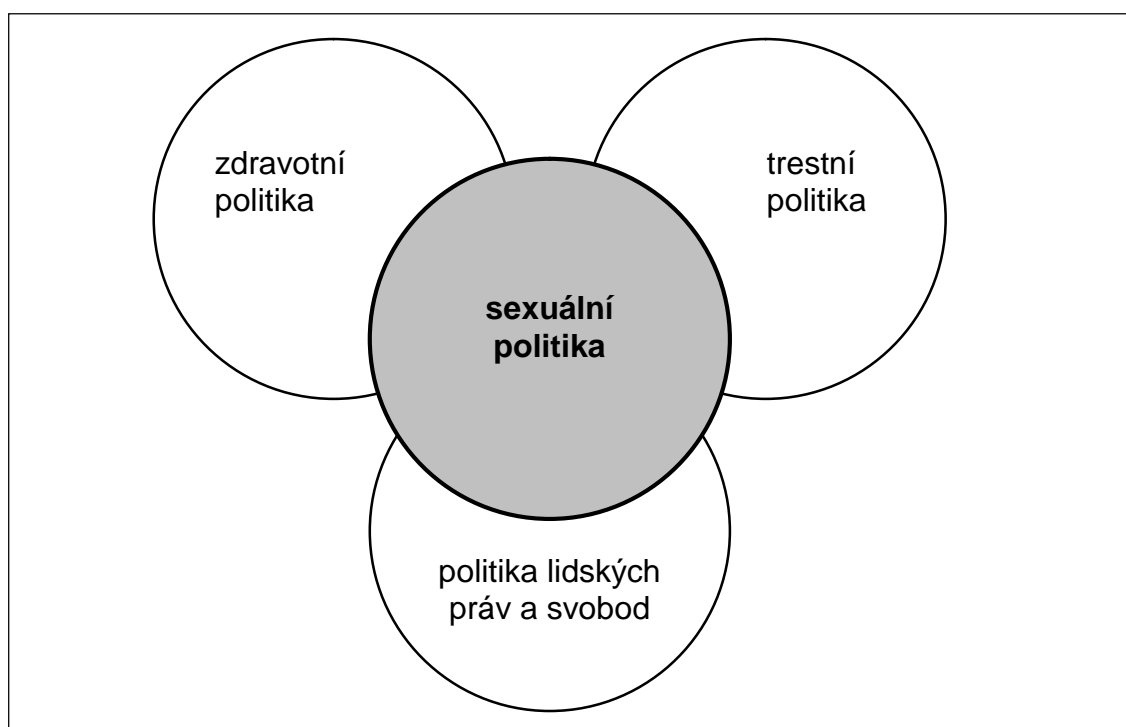 zdravotní
politika
trestní
politika
sexuální
politika
politika lidských
práv a svobod